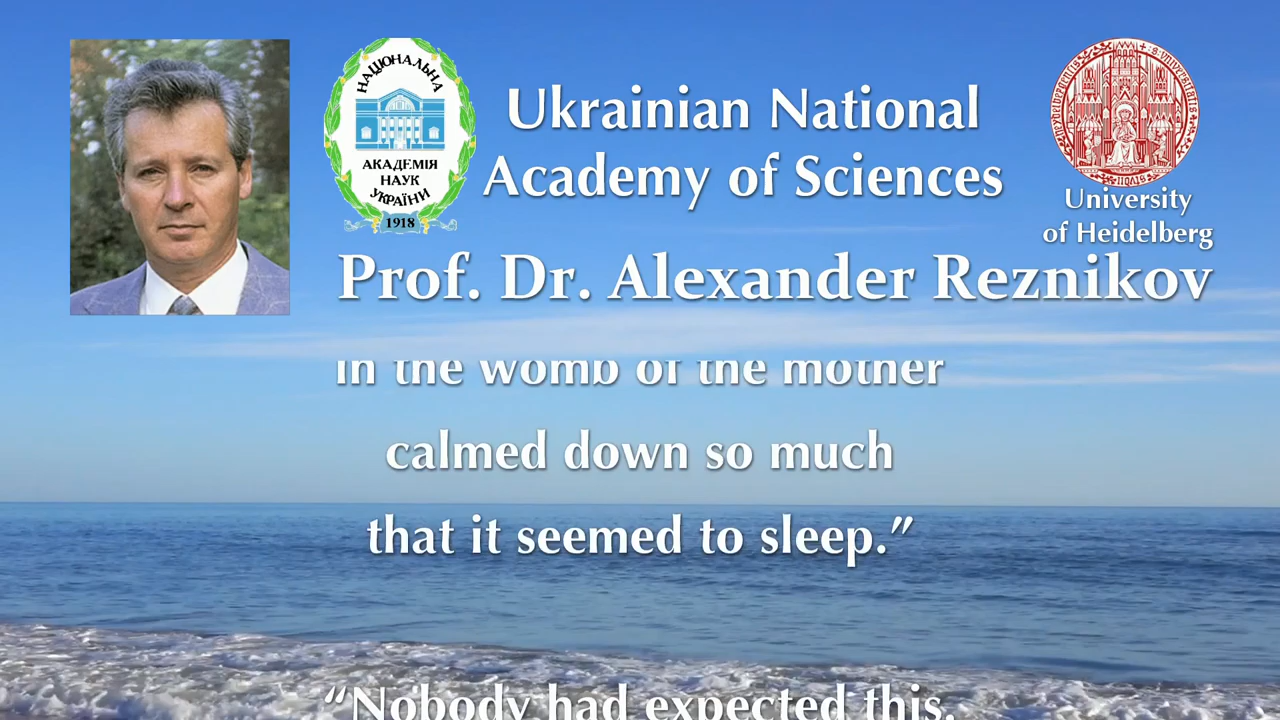 НАЦІОНАЛЬНА
АКАДЕМІЯ
НАУК
УКРАЇНИ
1918
Ukrainian National
Academy of Sciences
University
of Heidelberg
Prof. Dr. Alexander Reznikov
in the womb of the mother
calmed down so much
that it seemed to sleep.”
“Nobody had expected this.